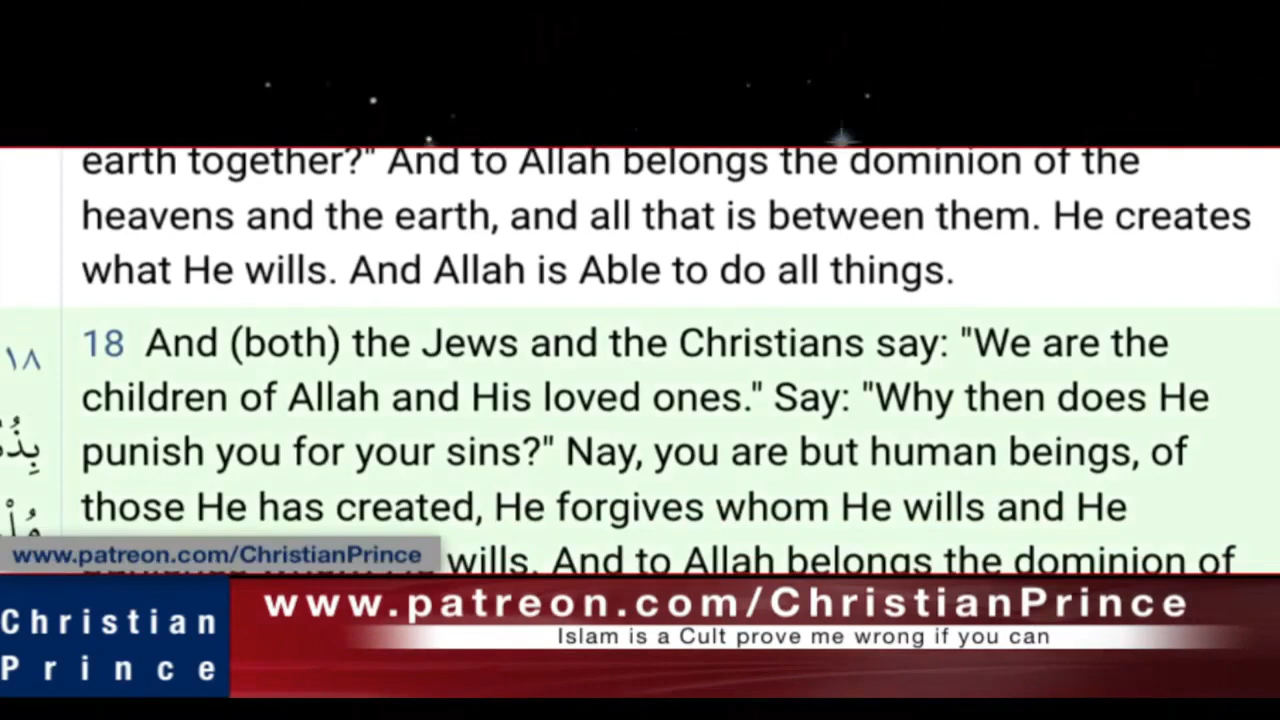 earth together?" And to Allah belongs the dominion of the
heavens and the earth, and all that is between them. He creates
what He wills. And Allah is Able to do all things.
١٨
18 And (both) the Jews and the Christians say: "We are the
children of Allah and His loved ones." Say: "Why then does He
punish you for your sins?" Nay, you are but human beings, of
those He has created, He forgives whom He wills and He
wills. And to Allah belongs the dominion of
www.patreon.com/ChristianPrince
Christian
Prince
www.patreon.com/ChristianPrince
Islam is a Cult prove me wrong if you can